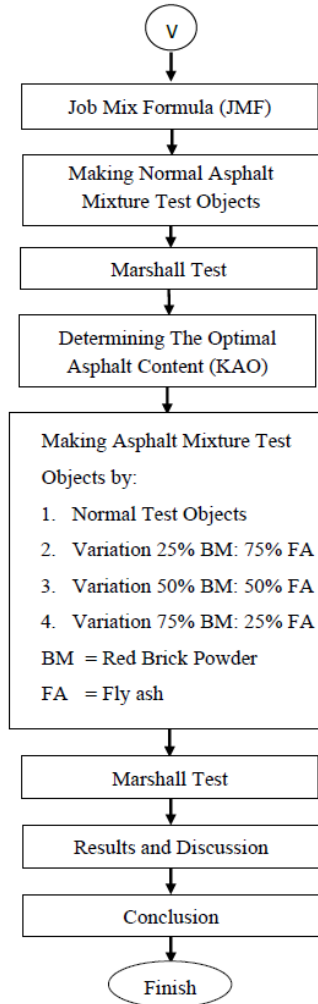 V
Job Mix Formula (JMF)
Making Normal Asphalt
Mixture Test Objects
Marshall Test
Determining The Optimal
Asphalt Content (KAO)
Making Asphalt Mixture Test
Objects by:
1. Normal Test Objects
2. Variation 25% BM: 75% FA
3. Variation 50% BM: 50% FA
4. Variation 75% BM: 25% FA
BM = Red Brick Powder
FA = Fly ash
Marshall Test
Results and Discussion
Conclusion
Finish